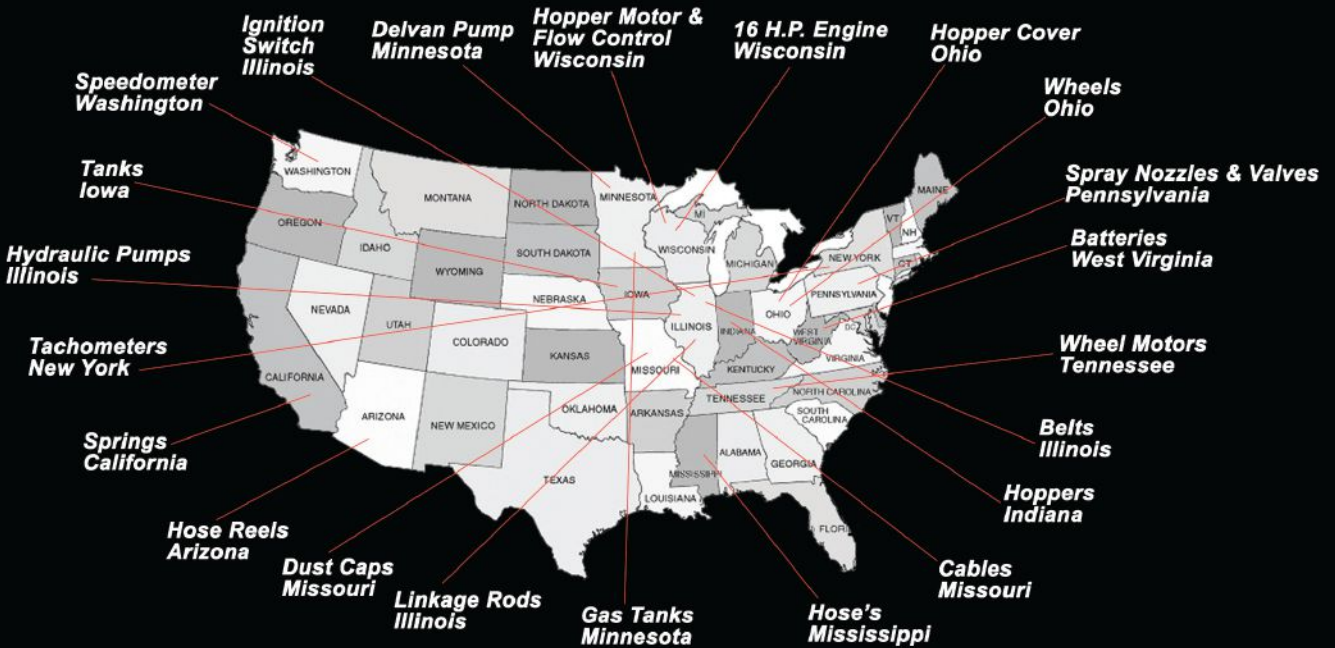 Ignition
Switch
Illinois
Delvan Pump
Minnesota
Hopper Motor &
Flow Control
Wisconsin
16 H.P. Engine
Wisconsin
Hopper Cover
Ohio
Speedometer
Washington
Wheels
Ohio
Tanks
Iowa
Spray Nozzles & Valves
Pennsylvania
Hydraulic Pumps
Illinois
Batteries
West Virginia
Tachometers
New York
Wheel Motors
Tennessee
Springs
California
Belts
Illinois
Hose Reels
Arizona
Hoppers
Indiana
Dust Caps
Missouri
Linkage Rods
Illinois
Gas Tanks
Minnesota
Hose's
Mississippi
Cables
Missouri
WASHINGTON
MONTANA
NORTH DAKOTA
MINNESOTA
MAINE
OREGON
IDAHO
SOUTH DAKOTA
WISCONSIN
MI
MICHIGAN
VT
NH
NEW YORK
CT
WYOMING
NEBRASKA
IOWA
PENNSYLVANIA
NEVADA
UTAH
COLORADO
ILLINOIS
INDIANA
OHIO
WEST
VIRGINIA
DC
VIRGINIA
CALIFORNIA
KANSAS
MISSOURI
KENTUCKY
NORTH CAROLINA
TENNESSEE
ARIZONA
NEW MEXICO
OKLAHOMA
ARKANSAS
SOUTH
CAROLINA
TEXAS
LOUISIANA
MISSISSIPPI
ALABAMA
GEORGIA
FLORI